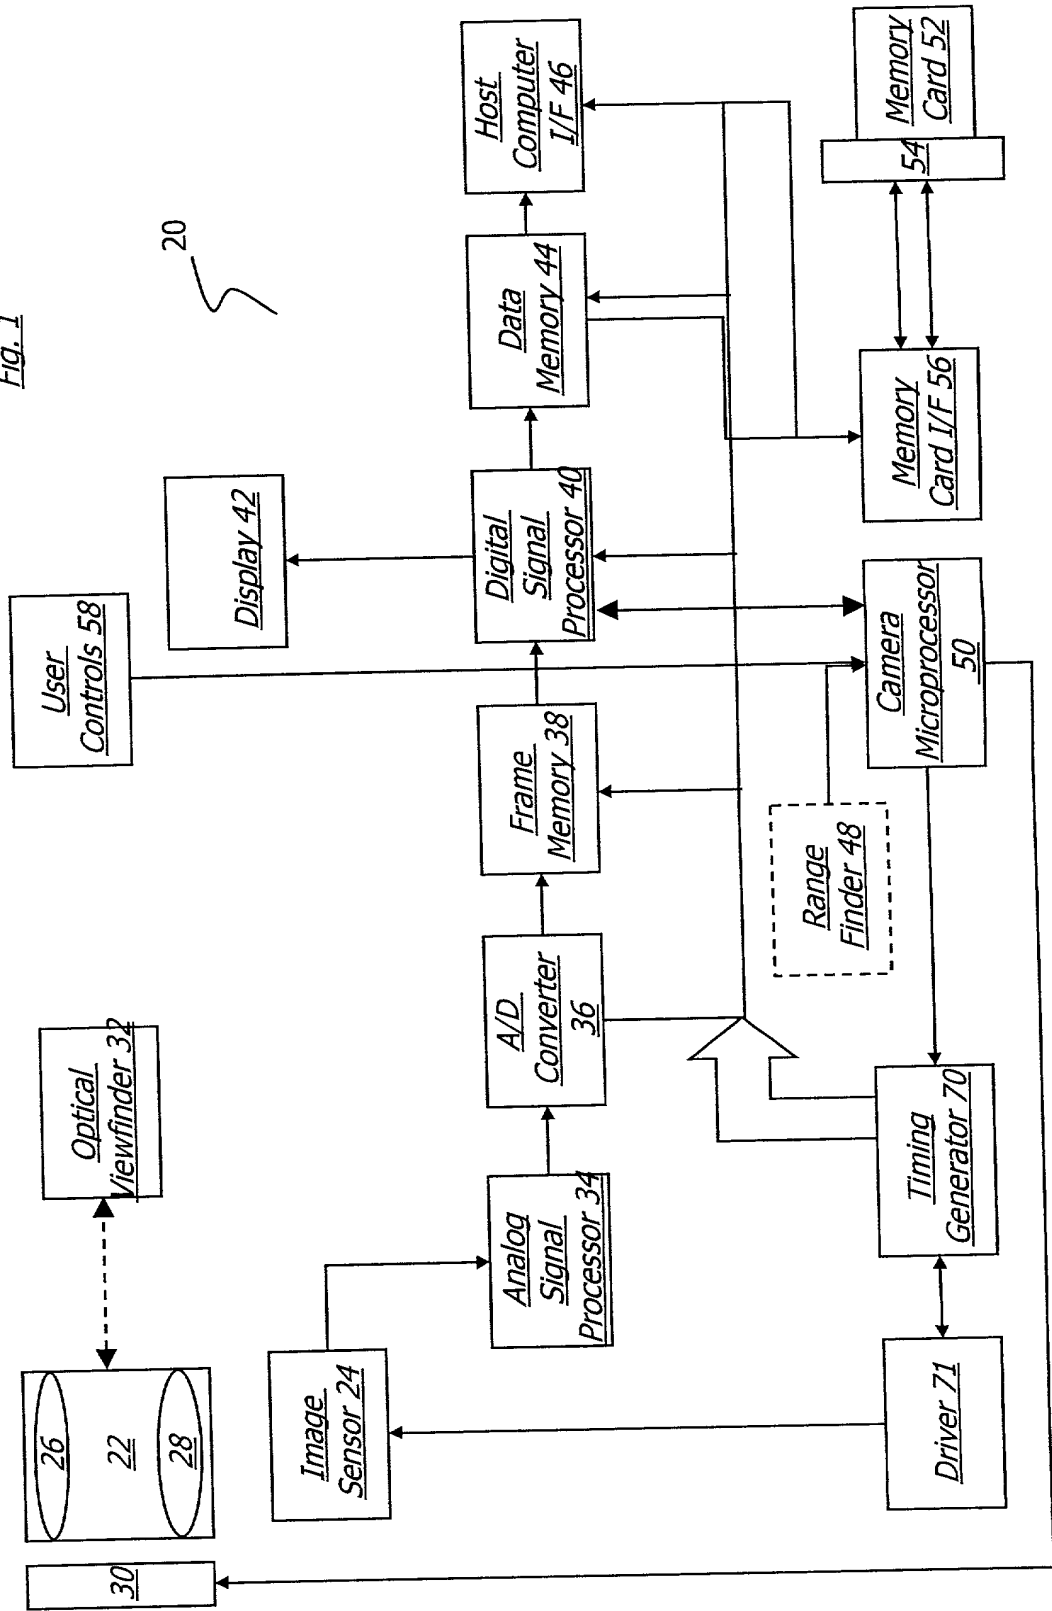 Fig. 1
20
User
Controls 58
Display 42
Optical
Viewfinder 32
26
22
28
30
Image
Sensor 24
Analog
Signal
Processor 34
A/D
Converter
36
Frame
Memory 38
Digital
Signal
Processor 40
Data
Memory 44
Host
Computer
I/F 46
Driver 71
Timing
Generator 70
Range
Finder 48
Camera
Microprocessor
50
Memory
Card I/F 56
54
Memory
Card 52